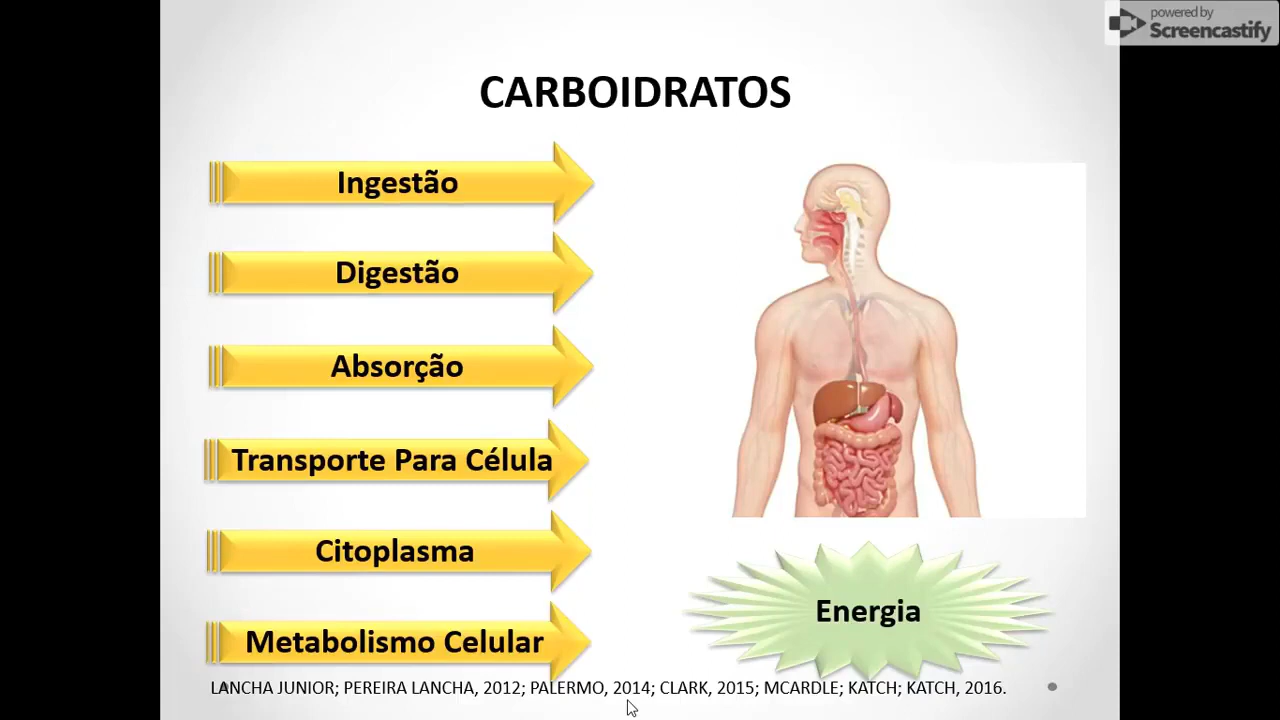 powered by
Screencastify
CARBOIDRATOS
Ingestão
Digestão
Absorção
Transporte Para Célula
Citoplasma
Metabolismo Celular
Energia
LANCHA JUNIOR; PEREIRA LANCHA, 2012; PALERMO, 2014; CLARK, 2015; MCARDLE; KATCH; KATCH, 2016.